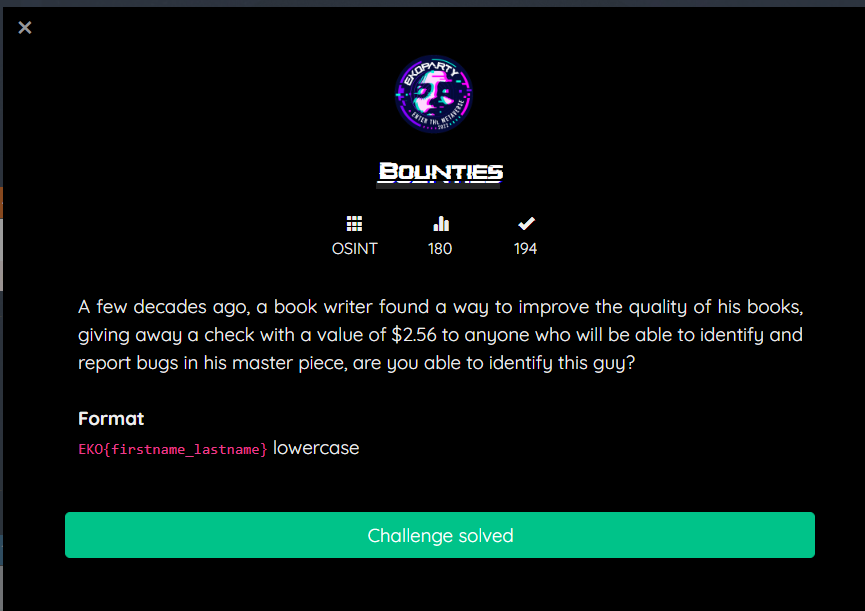 ×
EKOPARTY
ENTER THE METAVERSE
2022
BOUNTIES
OSINT 180 194
A few decades ago, a book writer found a way to improve the quality of his books,
giving away a check with a value of $2.56 to anyone who will be able to identify and
report bugs in his master piece, are you able to identify this guy?
Format
EKO{firstname_lastname} lowercase
Challenge solved